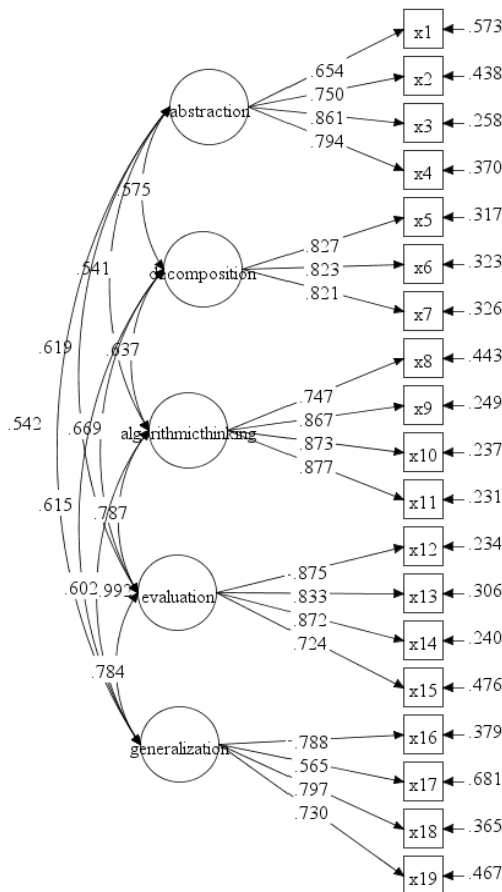 x1 .573
.654
x2 .438
.750
abstraction
.861
x3 .258
.794
x4 .370
.575
x5 .317
.827
.541
decomposition
.823
x6 .323
.821
x7 .326
.619
.637
x8 .443
.747
x9 .249
.542
.669
algorithmicthinking
.867
.873
x10 .237
.877
x11 .231
.615
.787
x12 .234
.875
.602
evaluation
.833
x13 .306
.872
x14 .240
.724
x15 .476
.784
x16 .379
.788
generalization
.565
x17 .681
.797
x18 .365
.730
x19 .467